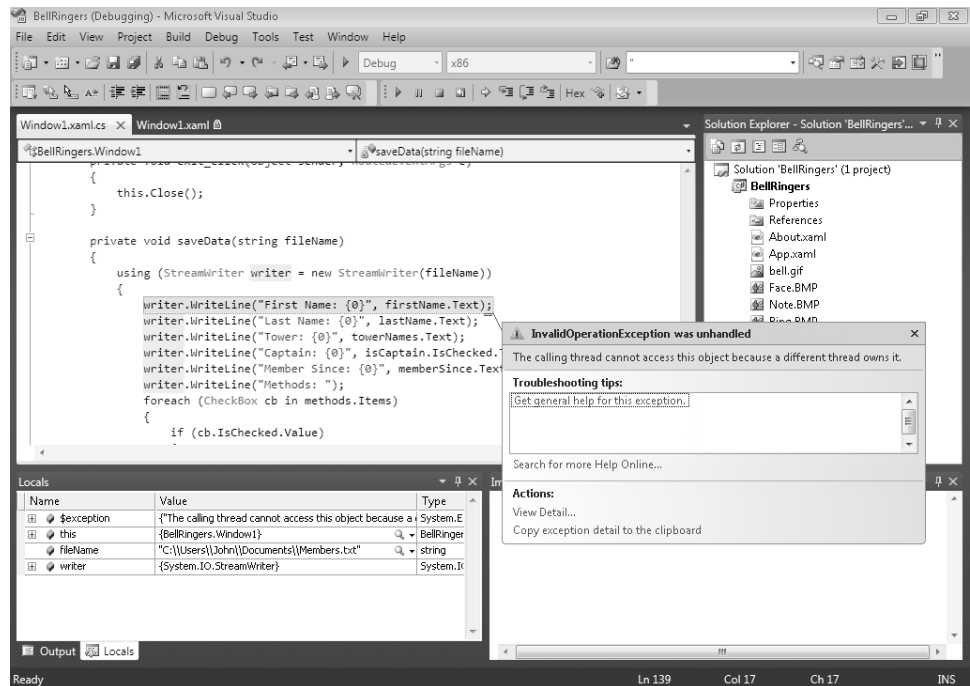 BellRingers (Debugging) - Microsoft Visual Studio
File Edit View Project Build Debug Tools Test Window Help
Debug x86
Hex
Window1.xaml.cs Window1.xaml
BellRingers.Window1 saveData(string fileName)
{
this.Close();
}
private void saveData(string fileName)
{
using (StreamWriter writer = new StreamWriter(fileName))
{
writer.WriteLine("First Name: {0}", firstName.Text);
writer.WriteLine("Last Name: {0}", lastName.Text);
writer.WriteLine("Tower: {0}", towerNames.Text);
writer.WriteLine("Captain: {0}", isCaptain.IsChecked.
writer.WriteLine("Member Since: {0}", memberSince.Tex
writer.WriteLine("Methods: ");
foreach (CheckBox cb in methods.Items)
{
if (cb.IsChecked.Value)
Solution Explorer - Solution 'BellRingers'...
Solution 'BellRingers' (1 project)
BellRingers
Properties
References
About.xaml
App.xaml
bell.gif
Face.BMP
Note.BMP
Ring.BMP
InvalidOperationException was unhandled
The calling thread cannot access this object because a different thread owns it.
Troubleshooting tips:
Get general help for this exception.
Search for more Help Online...
Actions:
View Detail...
Copy exception detail to the clipboard
Locals
Name Value Type
$exception {"The calling thread cannot access this object because a System.E
this {BellRingers.Window1} BellRinger
fileName "C:\\Users\\John\\Documents\\Members.txt" string
writer {System.IO.StreamWriter} System.I
Output Locals
Im
Ready Ln 139 Col 17 Ch 17 INS